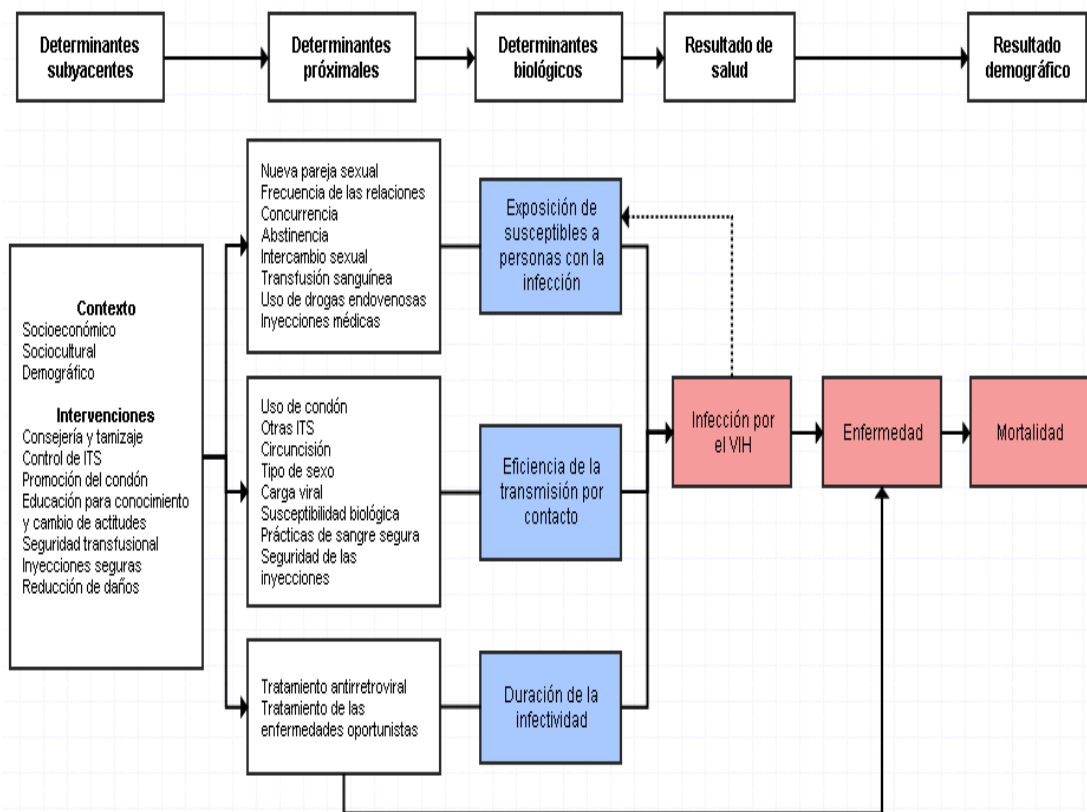 Determinantes
subyacentes
Determinantes
próximales
Determinantes
biológicos
Resultado de
salud
Resultado
demográfico
Contexto
Socioeconómico
Sociocultural
Demográfico
Intervenciones
Consejería y tamizaje
Control de ITS
Promoción del condón
Educación para conocimiento
y cambio de actitudes
Seguridad transfusional
Inyecciones seguras
Reducción de daños
Nueva pareja sexual
Frecuencia de las relaciones
Concurrencia
Abstinencia
Intercambio sexual
Transfusión sanguínea
Uso de drogas endovenosas
Inyecciones médicas
Uso de condón
Otras ITS
Circuncisión
Tipo de sexo
Carga viral
Susceptibilidad biológica
Prácticas de sangre segura
Seguridad de las
inyecciones
Tratamiento antirretroviral
Tratamiento de las
enfermedades oportunistas
Exposición de
susceptibles a
personas con la
infección
Eficiencia de la
transmisión por
contacto
Duración de la
infectividad
Infección por
el VIH
Enfermedad
Mortalidad